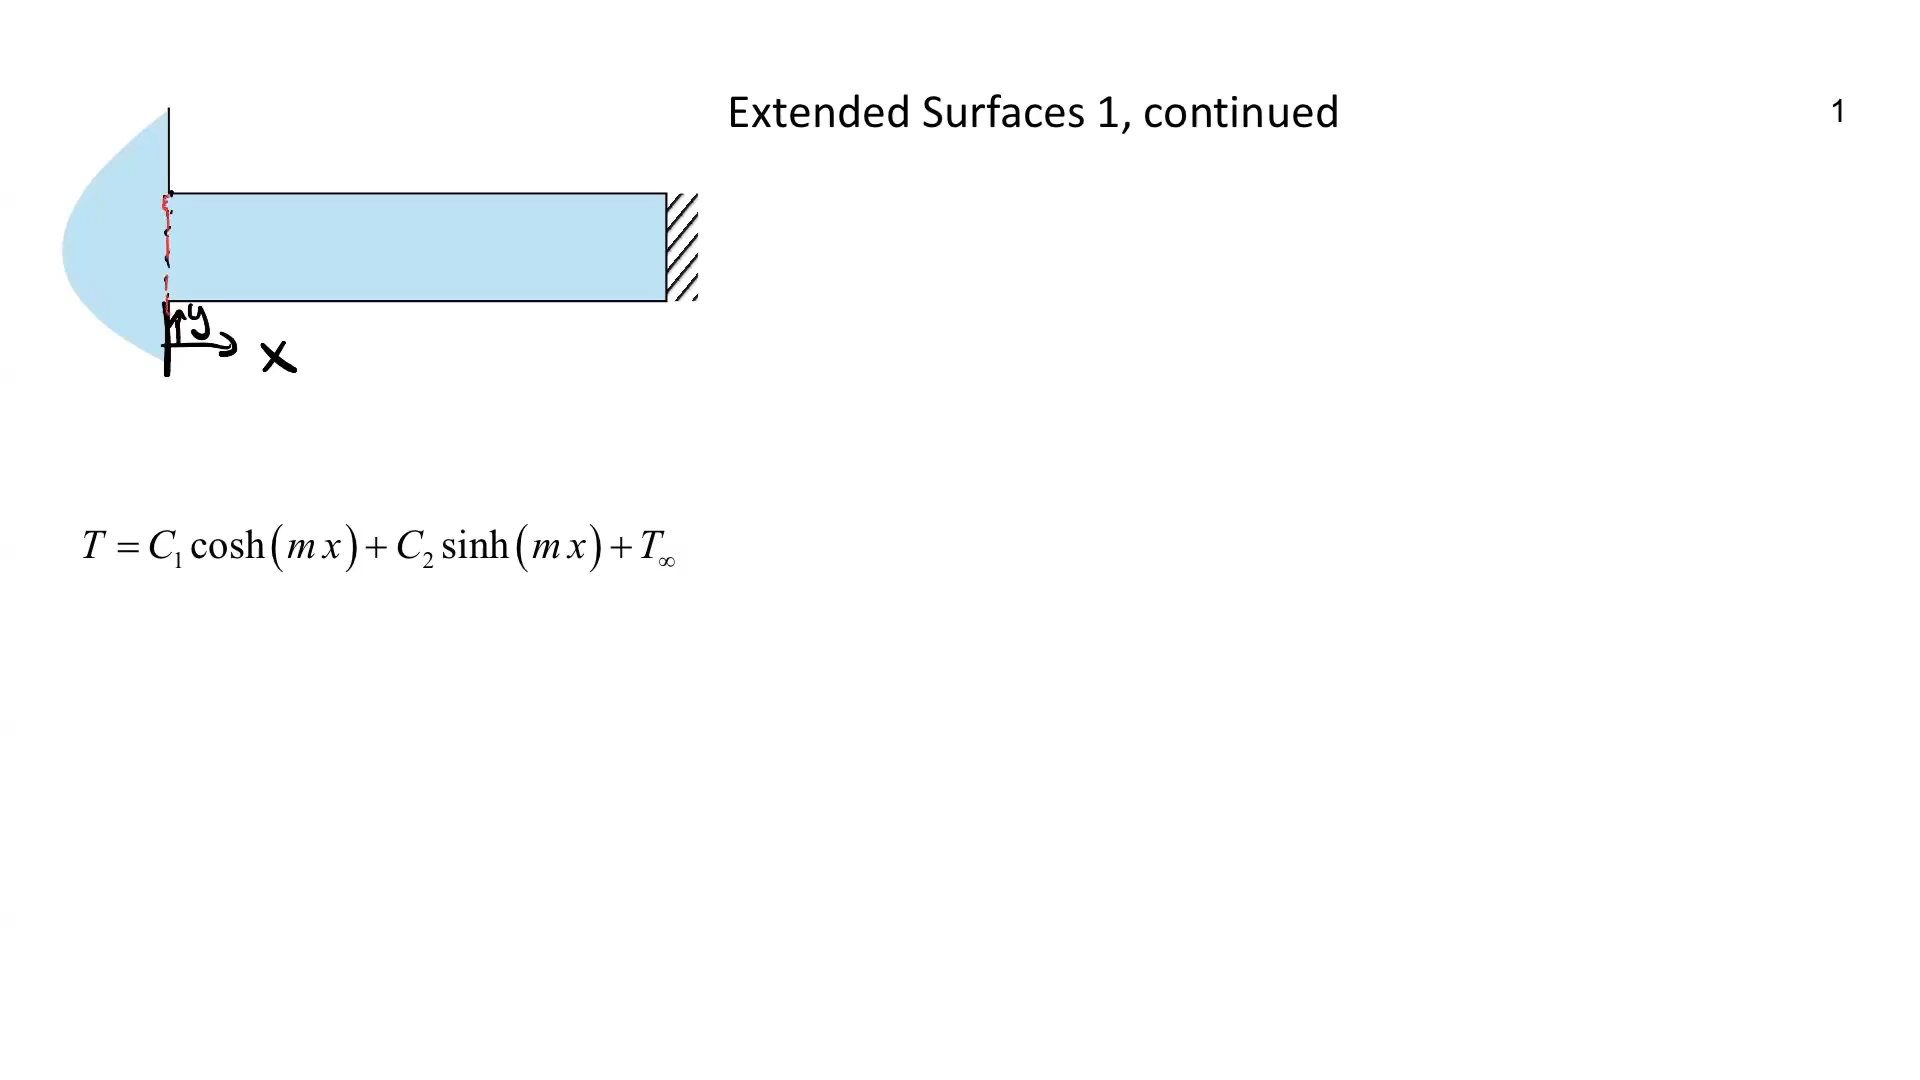 Extended Surfaces 1, continued
1
y
x
T = C₁ cosh(m x) + C₂ sinh(m x) + T∞